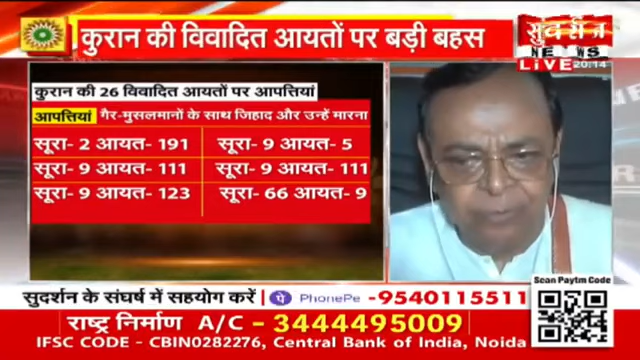 कुरान की विवादित आयतों पर बड़ी बहस
सुदर्शन
NEWS
LIVE 20:14
कुरान की 26 विवादित आयतों पर आपत्तियां
आपत्तियां गैर-मुसलमानों के साथ जिहाद और उन्हें मारना
सूरा- 2 आयत- 191 सूरा- 9 आयत- 5
सूरा- 9 आयत- 111 सूरा- 9 आयत- 111
सूरा- 9 आयत- 123 सूरा- 66 आयत- 9
Scan Paytm Code
सुदर्शन के संघर्ष में सहयोग करें पे PhonePe -9540115511
राष्ट्र निर्माण A/C - 3444495009
IFSC CODE - CBIN0282276, Central Bank of India, Noida